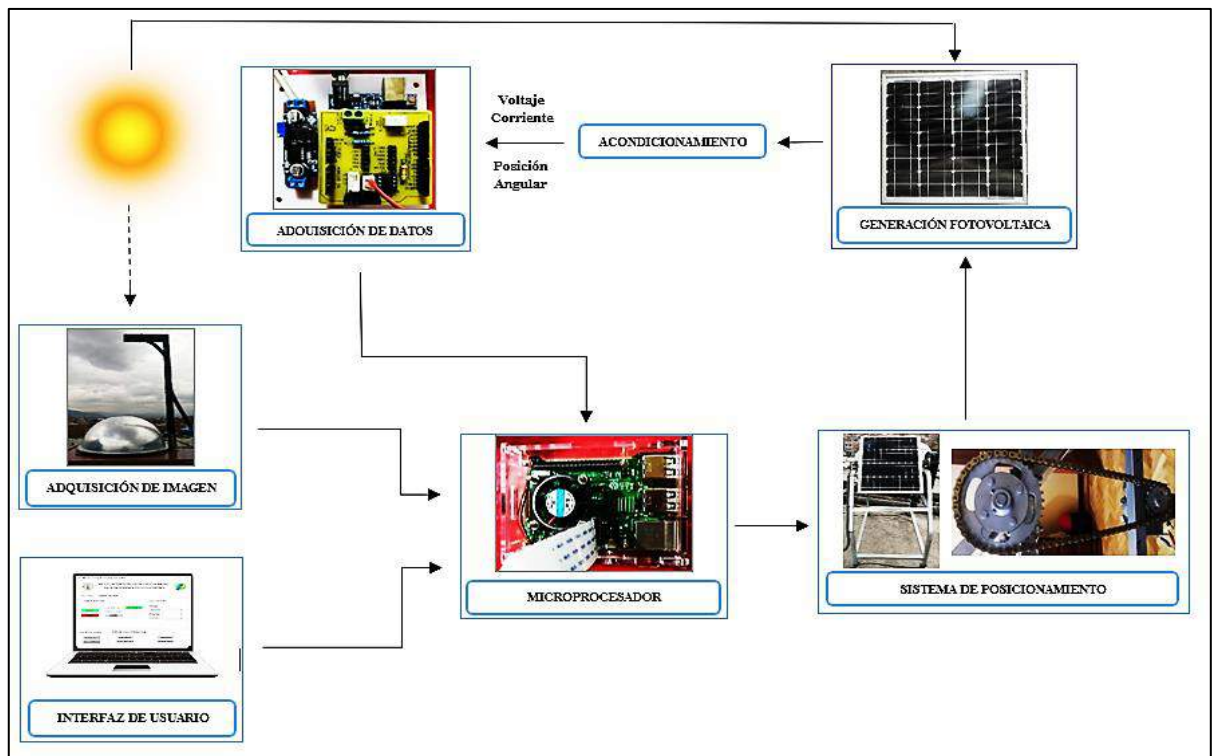 Voltaje
Corriente
ACONDICIONAMIENTO
Posición
Angular
ADOUISICIÓN DE DATOS
GENERACIÓN FOTOVOLTAICA
ADQUISICIÓN DE IMAGEN
MICROPROCESADOR
SISTEMA DE POSICIONAMIENTO
INTERFAZ DE USUARIO